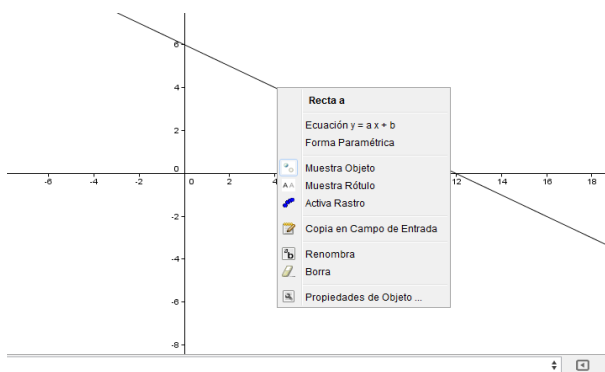 6
4
2
0
-6
-4
-2
0
2
4
12
14
16
18
-2
-4
-6
-8
Recta a
Ecuación y = a x + b
Forma Paramétrica
Muestra Objeto
AA Muestra Rótulo
Activa Rastro
Copia en Campo de Entrada
ab Renombra
Borra
Propiedades de Objeto ...